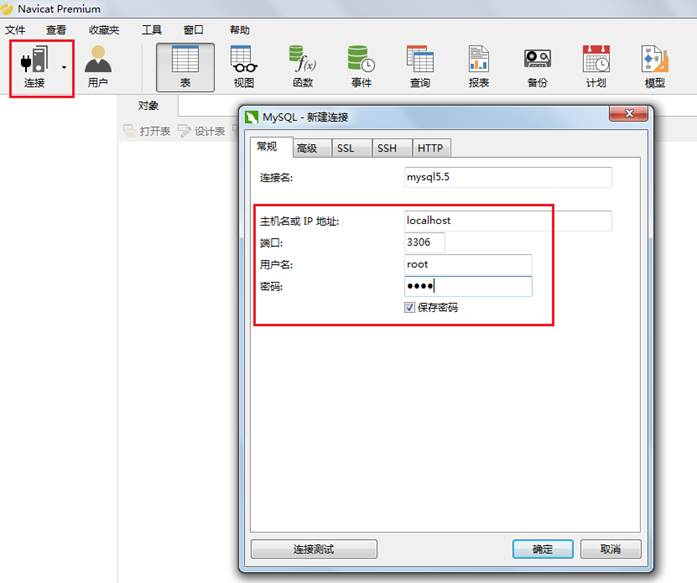 Navicat Premium
文件 查看 收藏夹 工具 窗口 帮助
连接 用户 表 视图 函数 事件 查询 报表 备份 计划 模型
f(x)
对象
打开表 设计表
MySQL - 新建连接
常规 高级 SSL SSH HTTP
连接名: mysql5.5
主机名或 IP 地址: localhost
端口: 3306
用户名: root
密码: ••••
保存密码
连接测试 确定 取消